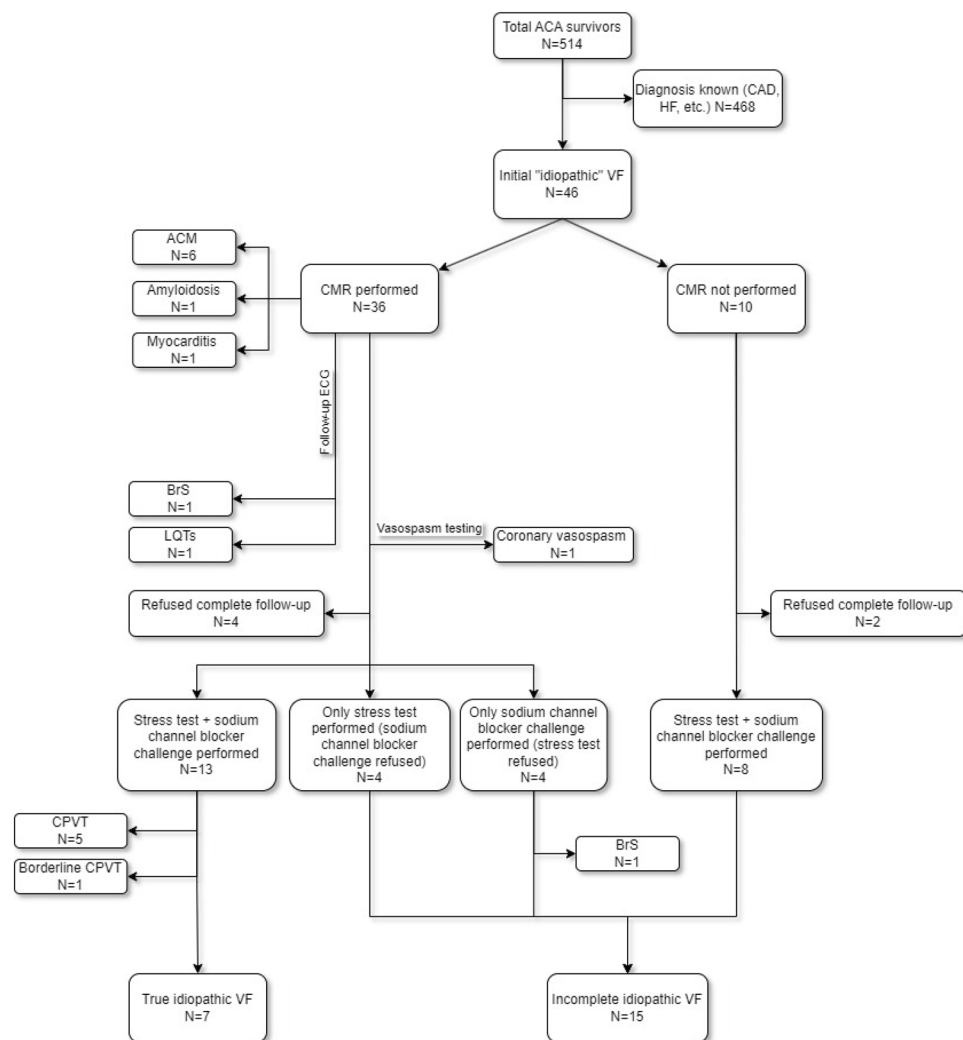 Total ACA survivors
N=514
Diagnosis known (CAD,
HF, etc.) N=468
Initial "idiopathic" VF
N=46
ACM
N=6
Amyloidosis
N=1
Myocarditis
N=1
CMR performed
N=36
CMR not performed
N=10
Follow-up ECG
BrS
N=1
LQTs
N=1
Vasospasm testing
Coronary vasospasm
N=1
Refused complete follow-up
N=4
Refused complete follow-up
N=2
Stress test + sodium
channel blocker
challenge performed
N=13
Only stress test
performed (sodium
channel blocker
challenge refused)
N=4
Only sodium channel
blocker challenge
performed (stress test
refused)
N=4
Stress test + sodium
channel blocker challenge
performed
N=8
CPVT
N=5
Borderline CPVT
N=1
BrS
N=1
True idiopathic VF
N=7
Incomplete idiopathic VF
N=15